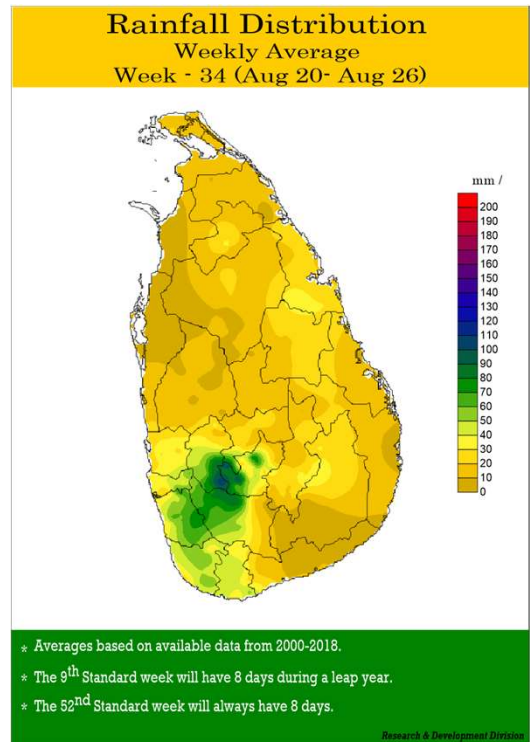 Rainfall Distribution
Weekly Average
Week - 34 (Aug 20- Aug 26)
mm /
200
190
180
170
160
150
140
130
120
110
100
90
80
70
60
50
40
30
20
10
0
* Averages based on available data from 2000-2018.
* The 9th Standard week will have 8 days during a leap year.
* The 52nd Standard week will always have 8 days.
Research & Development Division